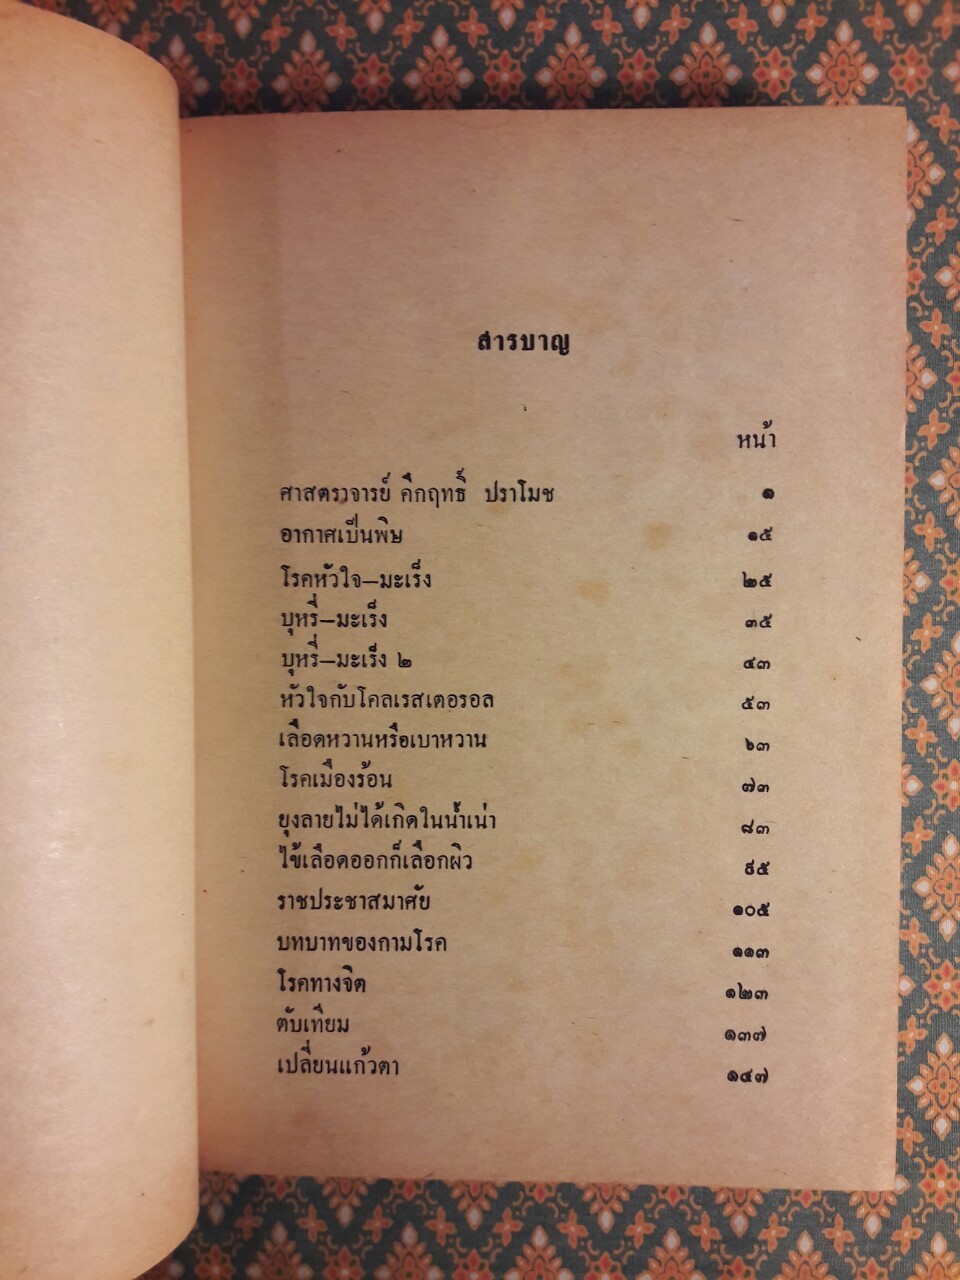 สารบาญ
หน้า
ศาสตราจารย์ คึกฤทธิ์ ปราโมช ๑
อากาศเป็นพิษ ๑๕
โรคหัวใจ–มะเร็ง ๒๕
บุหรี่–มะเร็ง ๓๕
บุหรี่–มะเร็ง ๒ ๔๓
หัวใจกับโคลเรสเตอรอล ๕๓
เลือดหวานหรือเบาหวาน ๖๓
โรคเมืองร้อน ๗๓
ยุงลายไม่ได้เกิดในน้ำเน่า ๘๓
ไข้เลือดออกก็เลือกผิว ๙๕
ราชประชาสมาศัย ๑๐๕
บทบาทของกามโรค ๑๑๓
โรคทางจิต ๑๒๓
ตับเทียม ๑๓๗
เปลี่ยนแก้วตา ๑๔๗